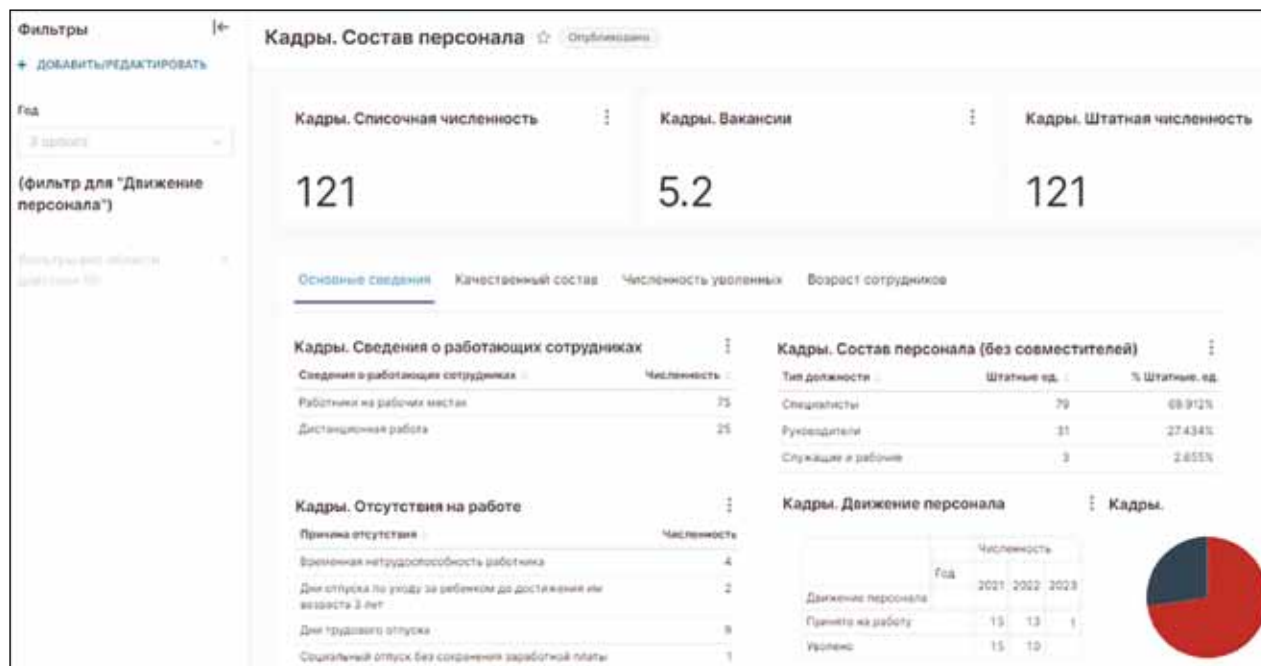 Фильтры
+ ДОБАВИТЬ/РЕДАКТИРОВАТЬ
Год
3 options
(фильтр для "Движение
персонала")
Кадры. Состав персонала ☆ Опубликовано
Кадры. Списочная численность
121
Кадры. Вакансии
5.2
Кадры. Штатная численность
121
Основные сведения Качественный состав Численность уволенных Возраст сотрудников
Кадры. Сведения о работающих сотрудниках
Сведения о работающих сотрудниках Численность
Работники на рабочих местах 75
Дистанционная работа 25
Кадры. Состав персонала (без совместителей)
Тип должности Штатные ед. % Штатные. ед.
Специалисты 79 69.912%
Руководители 31 27.434%
Служащие и рабочие 3 2.655%
Кадры. Отсутствия на работе
Причина отсутствия Численность
Временная нетрудоспособность работника 4
Дни отпуска по уходу за ребенком до достижения им
возраста 3 лет 2
Дни трудового отпуска 9
Социальный отпуск без сохранения заработной платы 1
Кадры. Движение персонала
Численность
Год 2021 2022 2023
Движение персонала
Принято на работу 15 13 1
Уволено 15 10
Кадры.